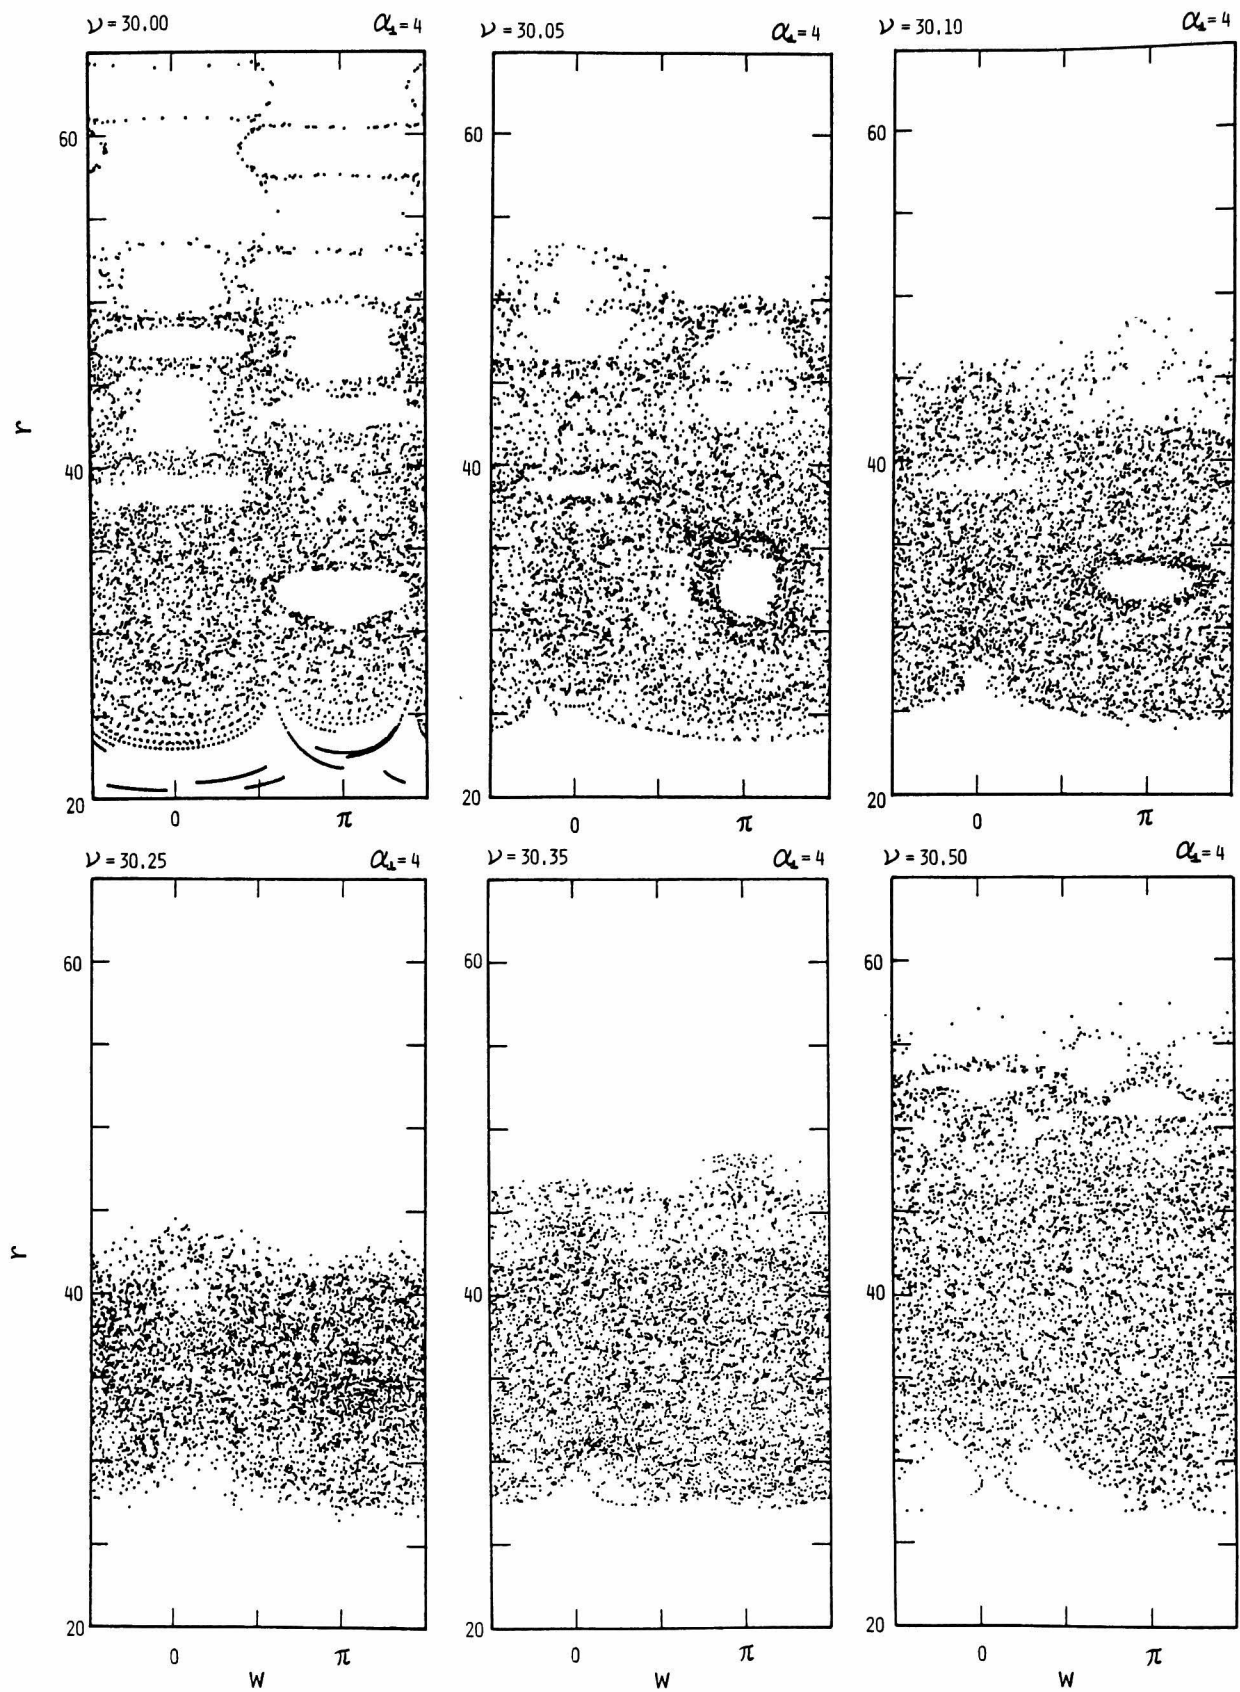 ν = 30.00 α₁ = 4 ν = 30.05 α₁ = 4 ν = 30.10 α₁ = 4
60 60 60
r
40 40 40
20 20 20
0 π 0 π 0 π
ν = 30.25 α₁ = 4 ν = 30.35 α₁ = 4 ν = 30.50 α₁ = 4
60 60 60
r
40 40 40
20 20 20
0 π 0 π 0 π
w w w